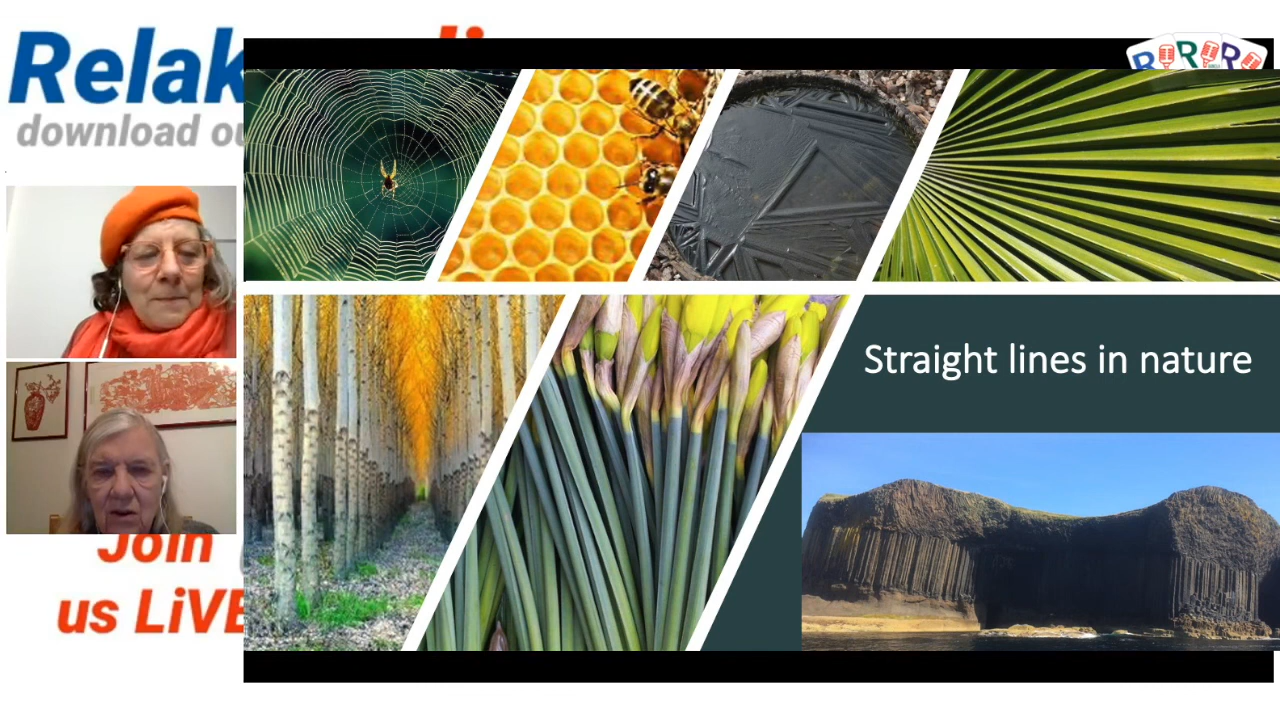 Relak
download ou
R R R R
Straight lines in nature
Join
us LiVE